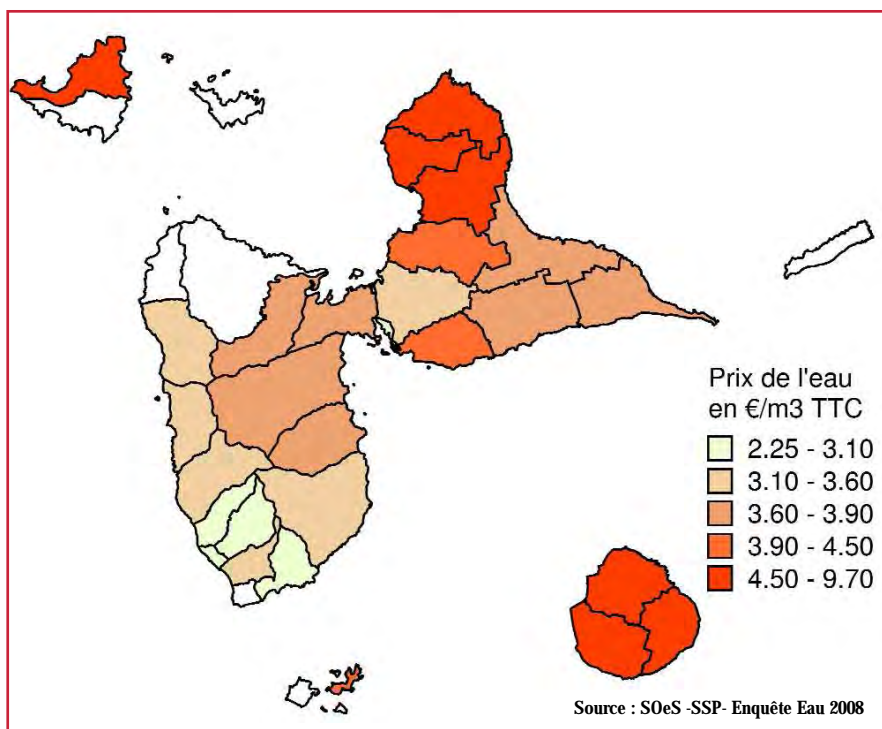 Prix de l'eau
en €/m3 TTC
2.25 - 3.10
3.10 - 3.60
3.60 - 3.90
3.90 - 4.50
4.50 - 9.70
Source : SOeS -SSP- Enquête Eau 2008